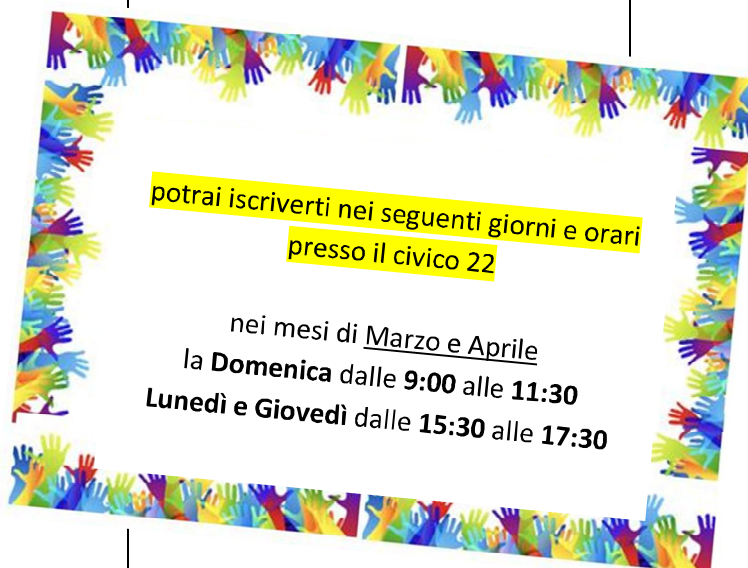 potrai iscriverti nei seguenti giorni e orari
presso il civico 22
nei mesi di Marzo e Aprile
la Domenica dalle 9:00 alle 11:30
Lunedì e Giovedì dalle 15:30 alle 17:30